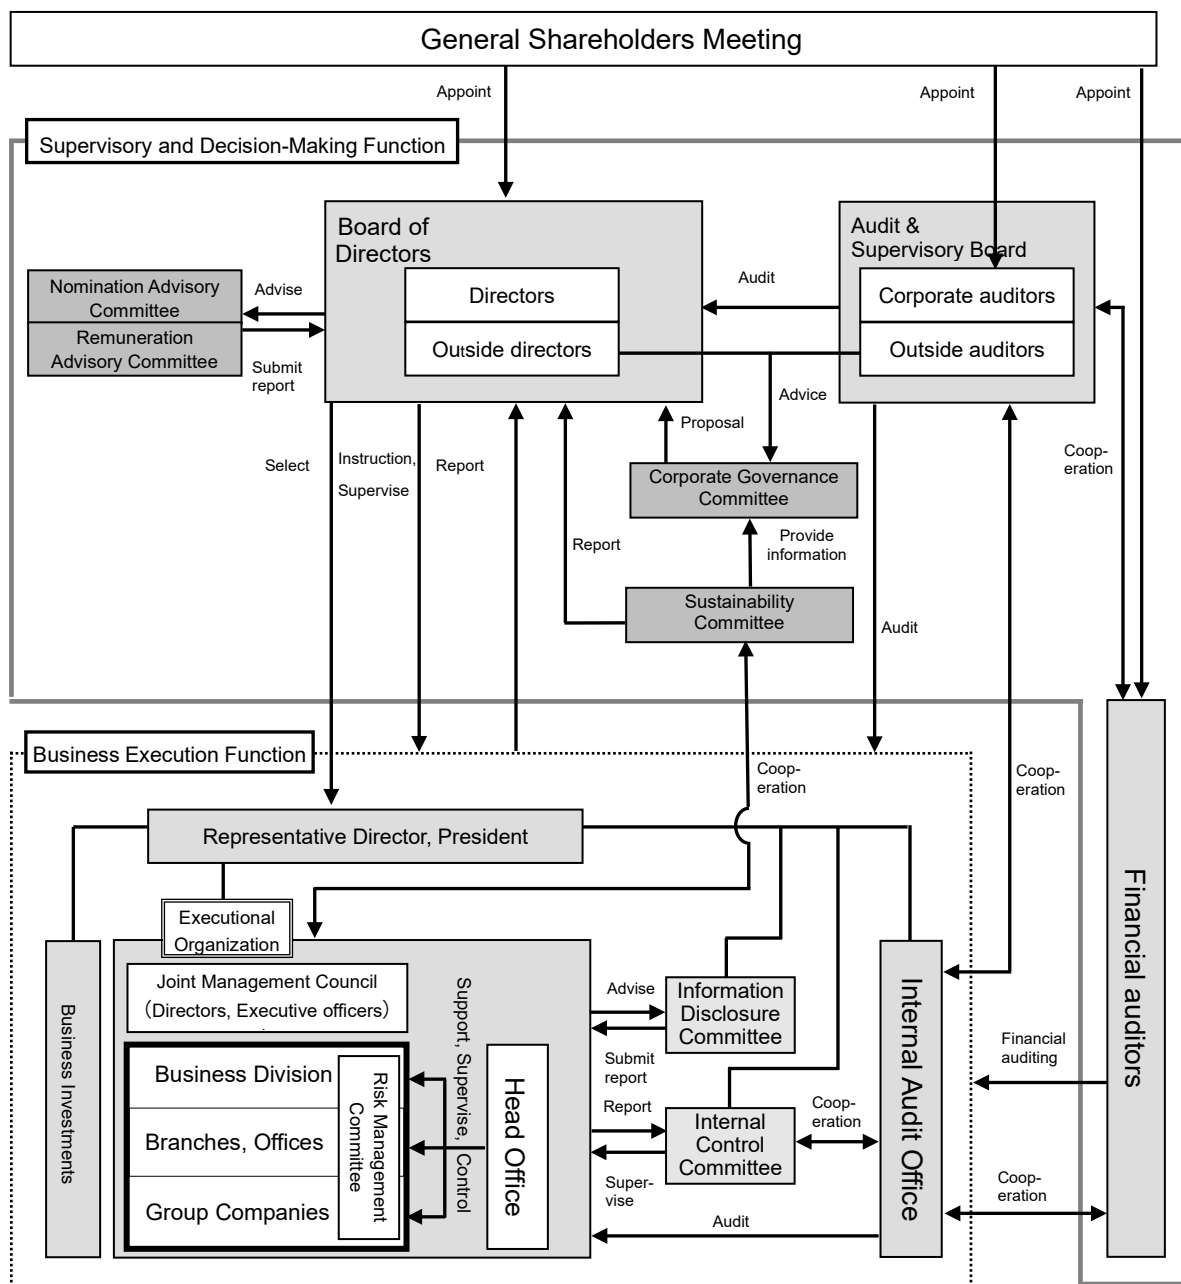 General Shareholders Meeting
Appoint
Appoint
Appoint
Supervisory and Decision-Making Function
Board of
Directors
Audit &
Supervisory Board
Nomination Advisory
Committee
Remuneration
Advisory Committee
Advise
Submit
report
Directors
Outside directors
Audit
Corporate auditors
Outside auditors
Advice
Proposal
Select
Instruction,
Supervise
Report
Coop-
eration
Corporate Governance
Committee
Provide
information
Report
Sustainability
Committee
Audit
Business Execution Function
Coop-
eration
Coop-
eration
Representative Director, President
Executional
Organization
Joint Management Council
(Directors, Executive officers)
Business Investments
Business Division
Branches, Offices
Group Companies
Risk Management
Committee
Support, Supervise, Control
Head Office
Advise
Submit
report
Information
Disclosure
Committee
Report
Super-
vise
Internal
Control
Committee
Coop-
eration
Audit
Internal Audit Office
Financial
auditing
Coop-
eration
Financial auditors